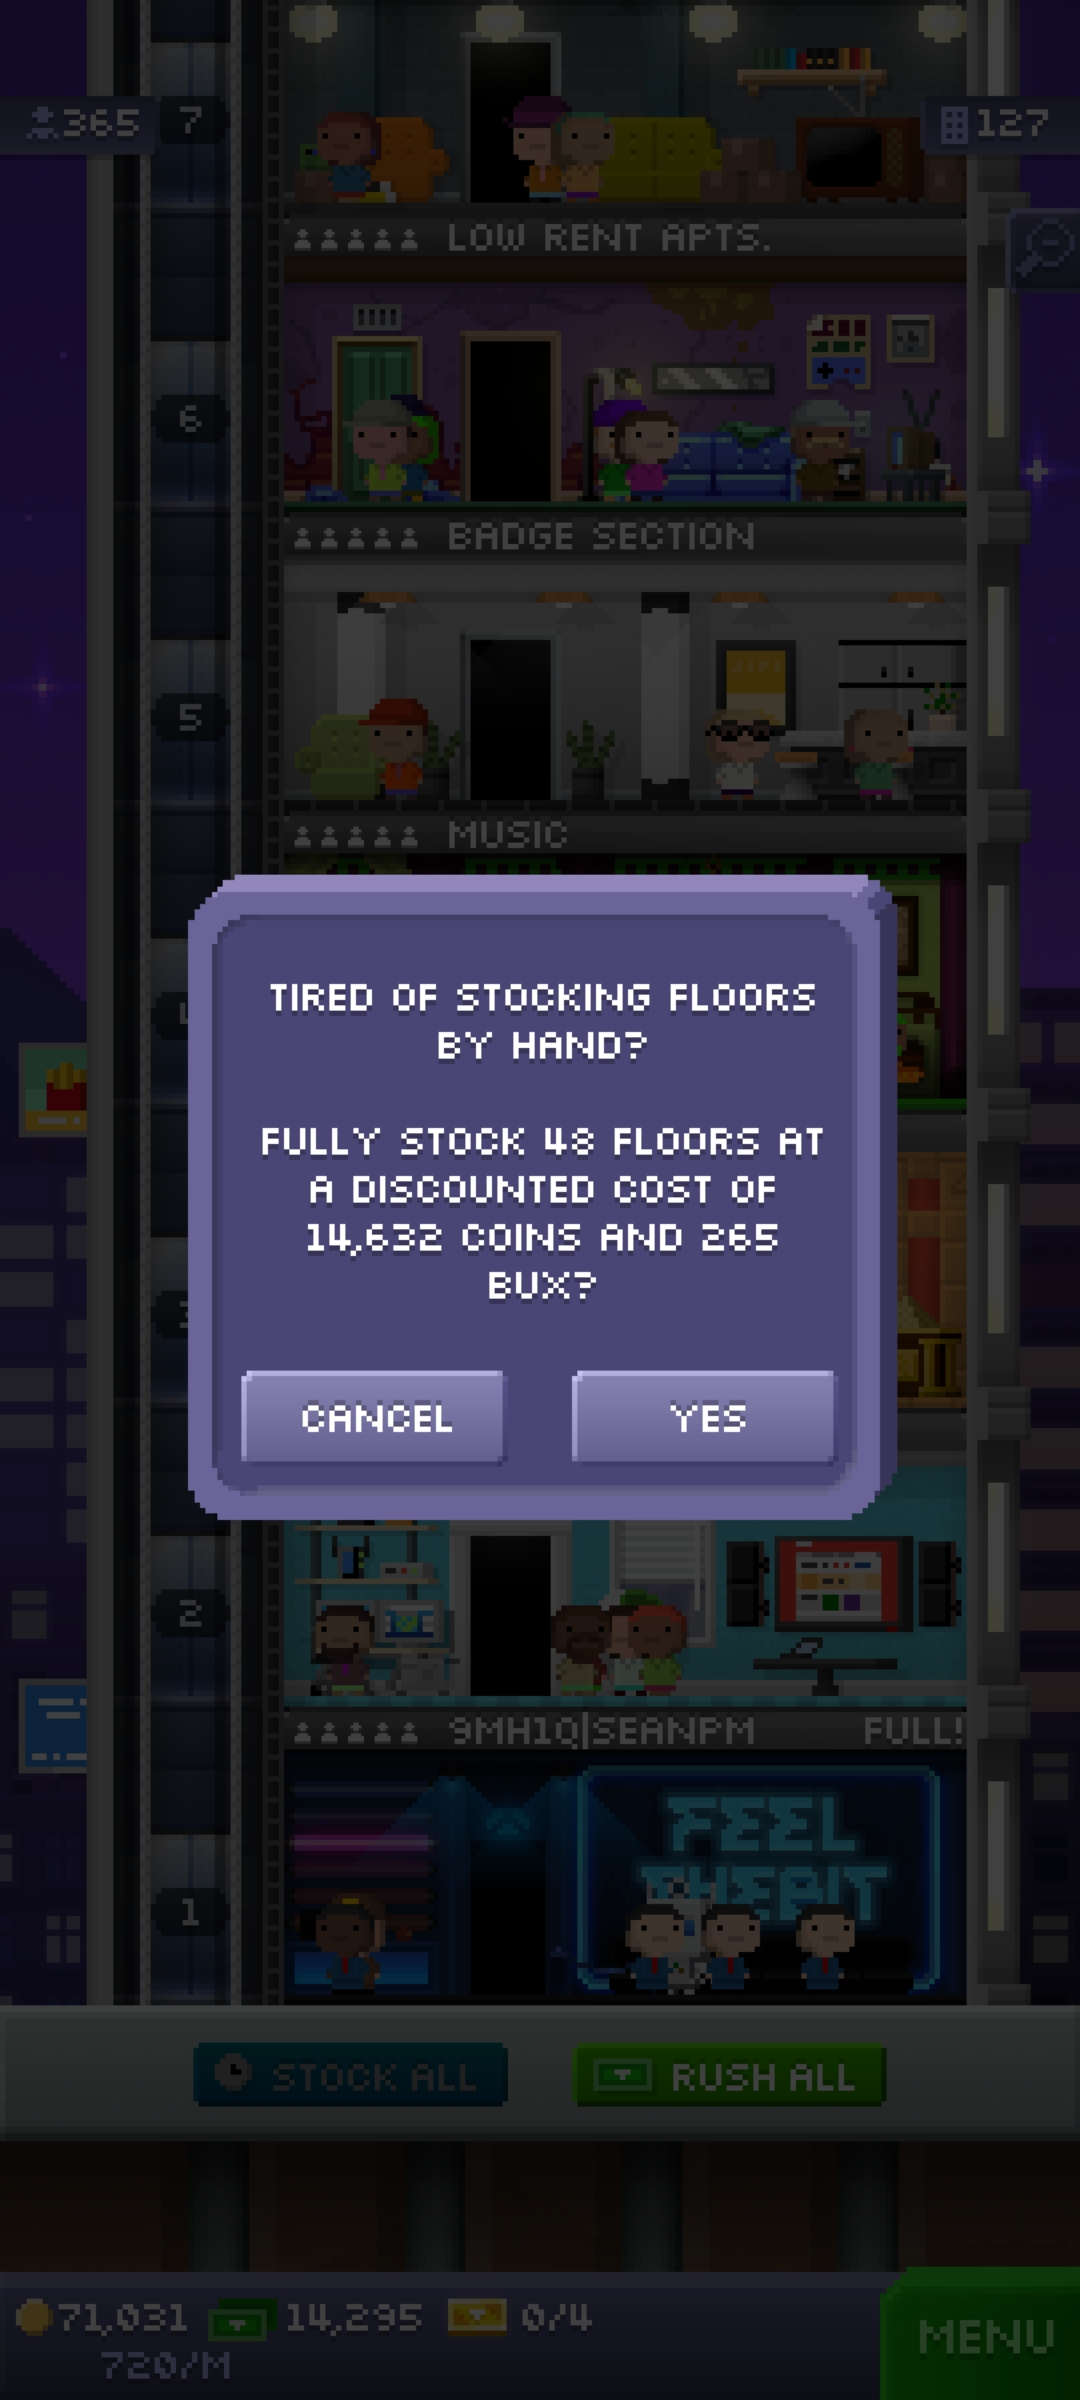 365
7
127
LOW RENT APTS.
6
BADGE SECTION
5
MUSIC
TIRED OF STOCKING FLOORS
BY HAND?
FULLY STOCK 48 FLOORS AT
A DISCOUNTED COST OF
14,632 COINS AND 265
BUX?
CANCEL
YES
2
9MH1Q|SEANPM
FULL!
FEEL
THEBIT
1
STOCK ALL
RUSH ALL
71,031
14,295
0/4
720/M
MENU